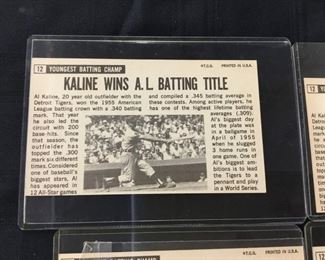 12 YOUNGEST BATTING CHAMP ©T.C.G. PRINTED IN U.S.A.
KALINE WINS A.L. BATTING TITLE
Al Kaline, 20 year old outfielder with the
Detroit Tigers, won the 1955 American
League batting crown with a .340 batting
mark. That year
he also led the
circuit with 200
base-hits. Since
that season, the
outfielder has
topped the .300
mark six different
times. Considered
one of baseball's
biggest stars, Al
has appeared in
12 All-Star games
and compiled a .345 batting average in
these contests. Among active players, he
has one of the highest lifetime batting
averages (.309).
Al's biggest day
at the plate was
in a ballgame in
April of 1955
when he slugged
3 home runs in
one game. One
of Al's biggest am-
bitions is to lead
the Tigers to a
pennant and play
in a World Series.
12
12